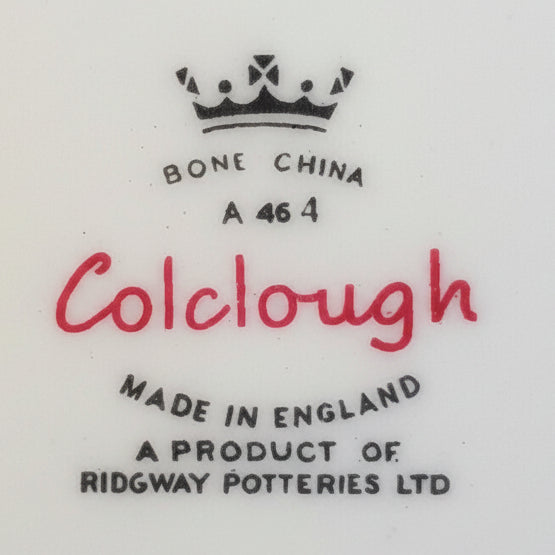 BONE CHINA
A 46 4
Colclough
MADE IN ENGLAND
A PRODUCT OF
RIDGWAY POTTERIES LTD